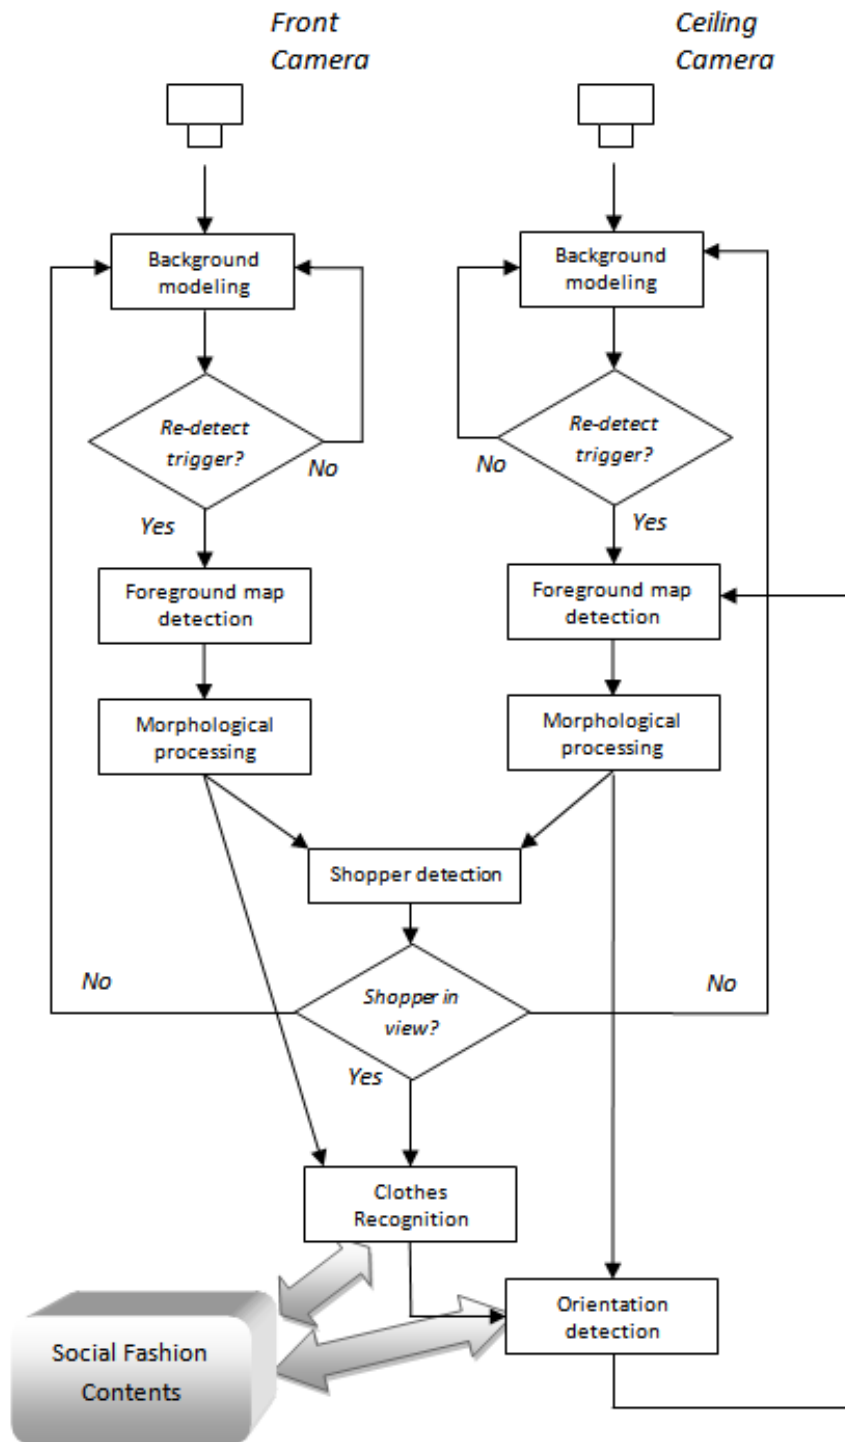 Front
Camera
Ceiling
Camera
Background
modeling
Background
modeling
Re-detect
trigger?
No
Re-detect
trigger?
No
Yes
Yes
Foreground map
detection
Foreground map
detection
Morphological
processing
Morphological
processing
Shopper detection
No
Shopper in
view?
No
Yes
Clothes
Recognition
Orientation
detection
Social Fashion
Contents